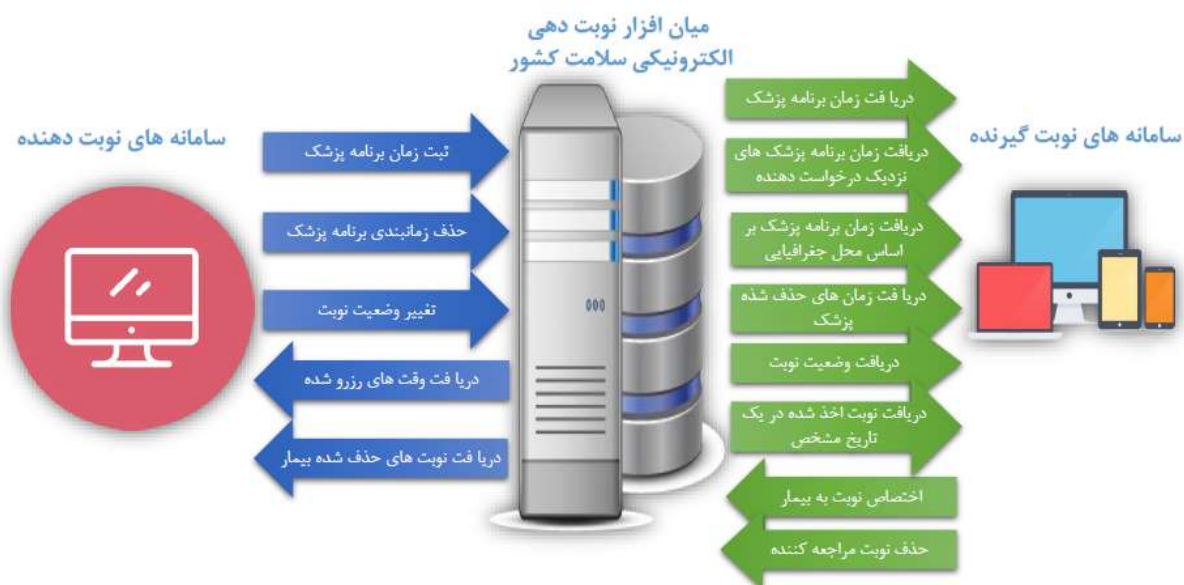 میان افزار نوبت دهی
الکترونیکی سلامت کشور
سامانه های نوبت گیرنده
دریا فت زمان برنامه پزشک
دریافت زمان برنامه پزشک های
نزدیک درخواست دهنده
دریافت زمان برنامه پزشک بر
اساس محل جغرافیایی
دریا فت زمان های حذف شده
پزشک
دریافت وضعیت نوبت
دریافت نوبت اخذ شده در یک
تاریخ مشخص
اختصاص نوبت به بیمار
حذف نوبت مراجعه کننده
سامانه های نوبت دهنده
ثبت زمان برنامه پزشک
حذف زمانبندی برنامه پزشک
تغییر وضعیت نوبت
دریا فت وقت های رزرو شده
دریا فت نوبت های حذف شده بیمار